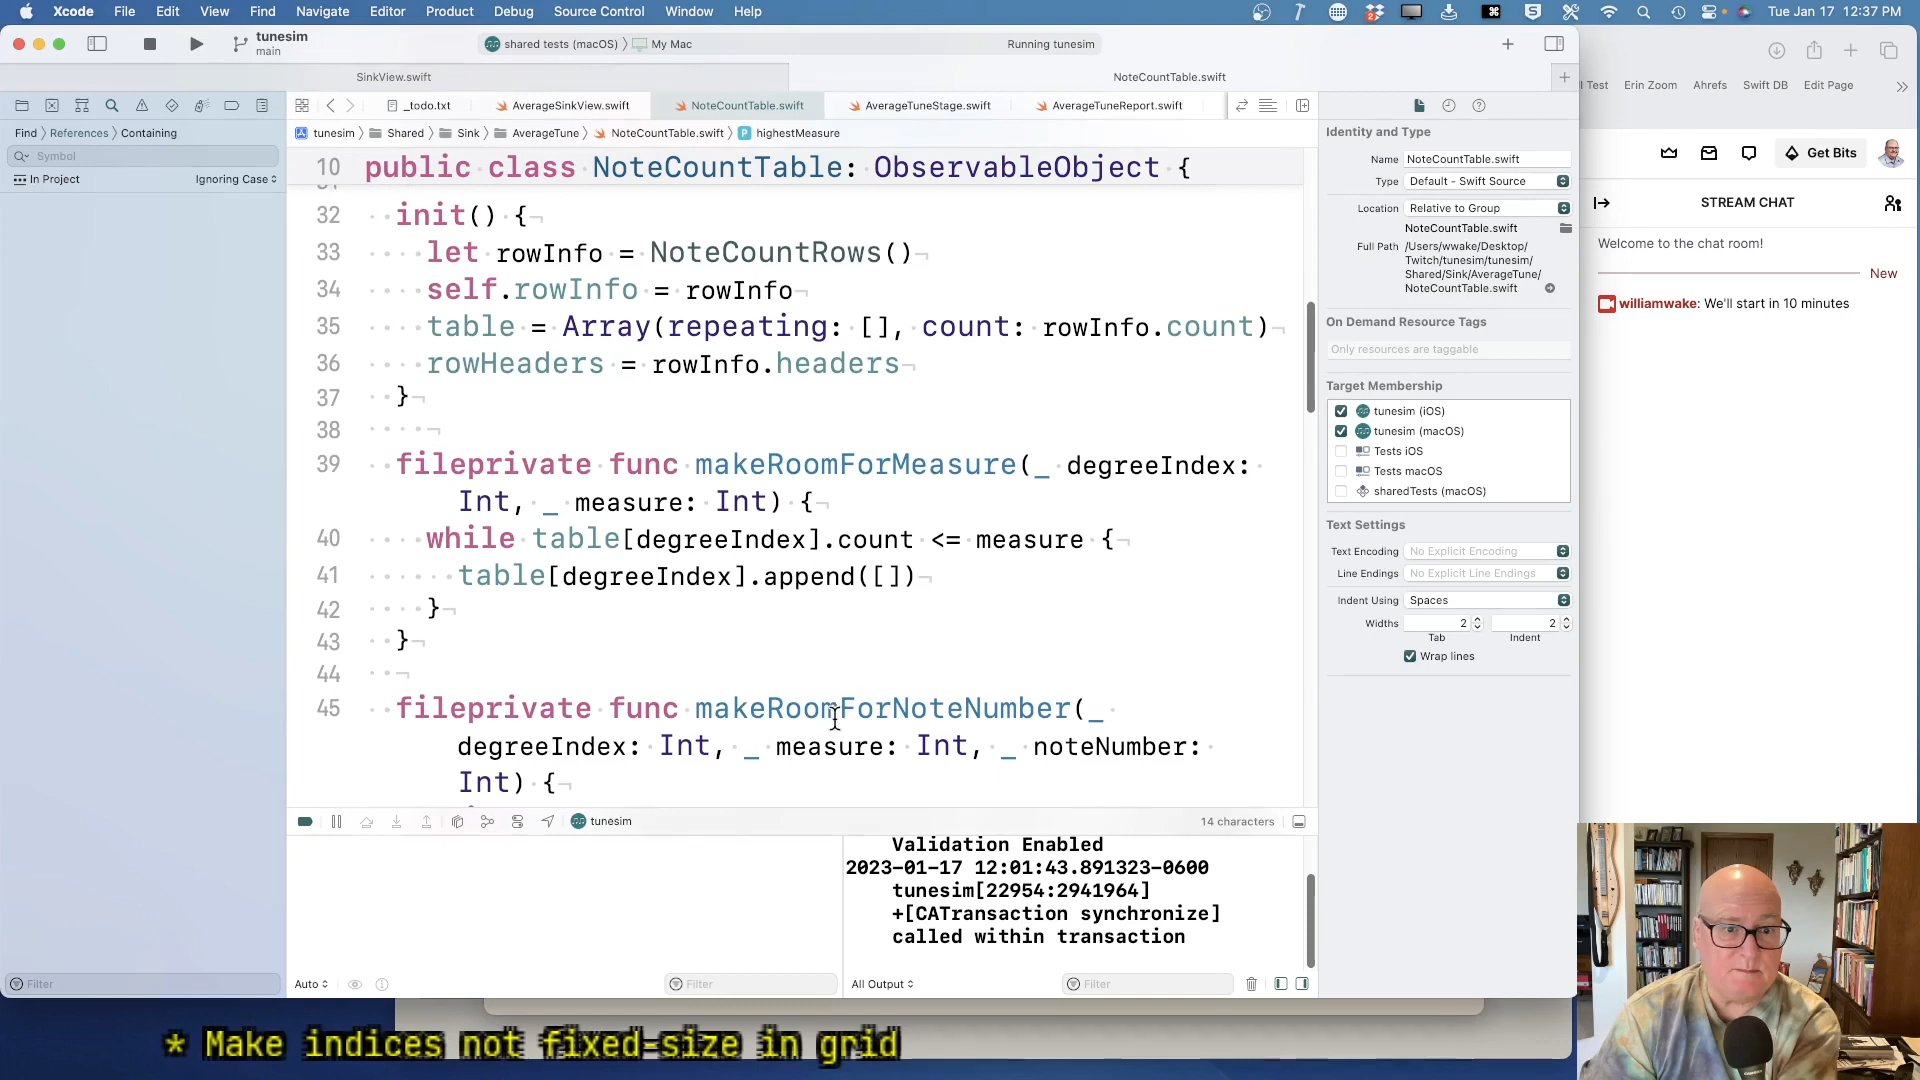 Xcode File Edit View Find Navigate Editor Product Debug Source Control Window Help
Tue Jan 17 12:37 PM
tunesim
main
shared tests (macOS) My Mac
Running tunesim
SinkView.swift
NoteCountTable.swift
_todo.txt
AverageSinkView.swift
NoteCountTable.swift
AverageTuneStage.swift
AverageTuneReport.swift
Find References Containing
Symbol
In Project Ignoring Case
tunesim Shared Sink AverageTune NoteCountTable.swift highestMeasure
10 public class NoteCountTable: ObservableObject {
32 init() {
33 let rowInfo = NoteCountRows()
34 self.rowInfo = rowInfo
35 table = Array(repeating: [], count: rowInfo.count)
36 rowHeaders = rowInfo.headers
37 }
38
39 fileprivate func makeRoomForMeasure(_ degreeIndex:
Int, _ measure: Int) {
40 while table[degreeIndex].count <= measure {
41 table[degreeIndex].append([])
42 }
43 }
44
45 fileprivate func makeRoomForNoteNumber(_
degreeIndex: Int, _ measure: Int, _ noteNumber:
Int) {
tunesim
14 characters
Validation Enabled
2023-01-17 12:01:43.891323-0600
tunesim[22954:2941964]
+[CATransaction synchronize]
called within transaction
Filter
Auto
Filter
All Output
Filter
Identity and Type
Name NoteCountTable.swift
Type Default - Swift Source
Location Relative to Group
NoteCountTable.swift
Full Path /Users/wwake/Desktop/
Twitch/tunesim/tunesim/
Shared/Sink/AverageTune/
NoteCountTable.swift
On Demand Resource Tags
Only resources are taggable
Target Membership
tunesim (iOS)
tunesim (macOS)
Tests iOS
Tests macOS
sharedTests (macOS)
Text Settings
Text Encoding No Explicit Encoding
Line Endings No Explicit Line Endings
Indent Using Spaces
Widths 2 2
Tab Indent
Wrap lines
Test Erin Zoom Ahrefs Swift DB Edit Page
Get Bits
STREAM CHAT
Welcome to the chat room!
New
williamwake: We'll start in 10 minutes
* Make indices not fixed-size in grid